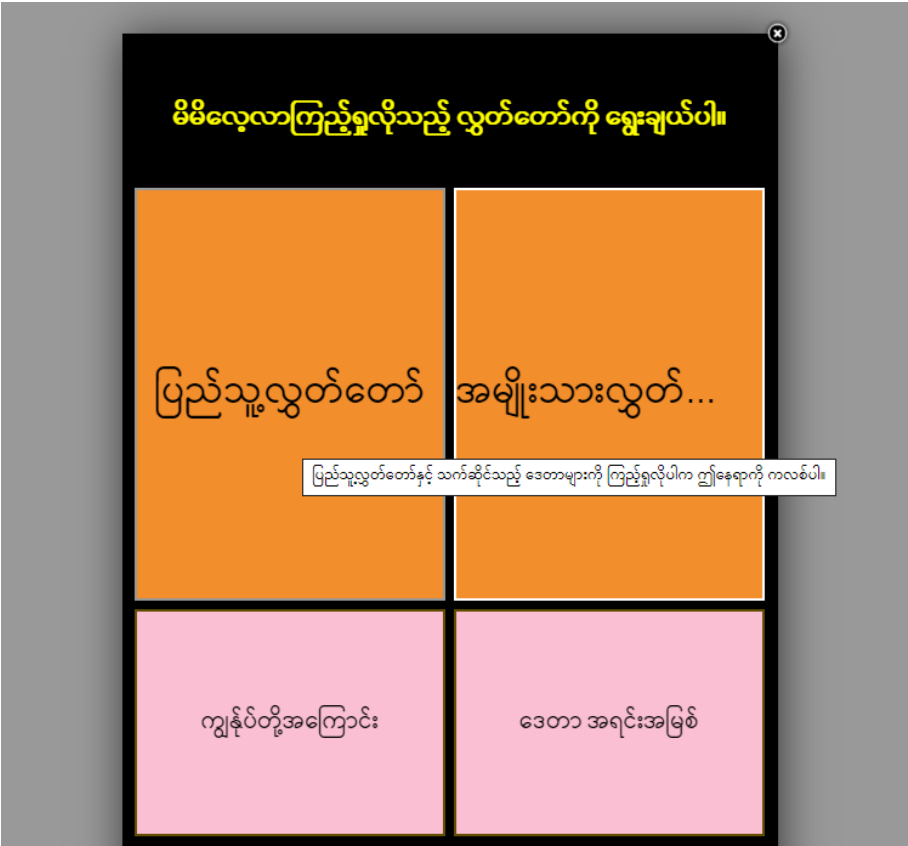 မိမိလေ့လာကြည့်ရှုလိုသည့် လွှတ်တော်ကို ရွေးချယ်ပါ။
ပြည်သူ့လွှတ်တော်
အမျိုးသားလွှတ်...
ပြည်သူ့လွှတ်တော်နှင့် သက်ဆိုင်သည့် ဒေတာများကို ကြည့်ရှုလိုပါက ဤနေရာကို ကလစ်ပါ။
ကျွန်ုပ်တို့အကြောင်း
ဒေတာ အရင်းအမြစ်